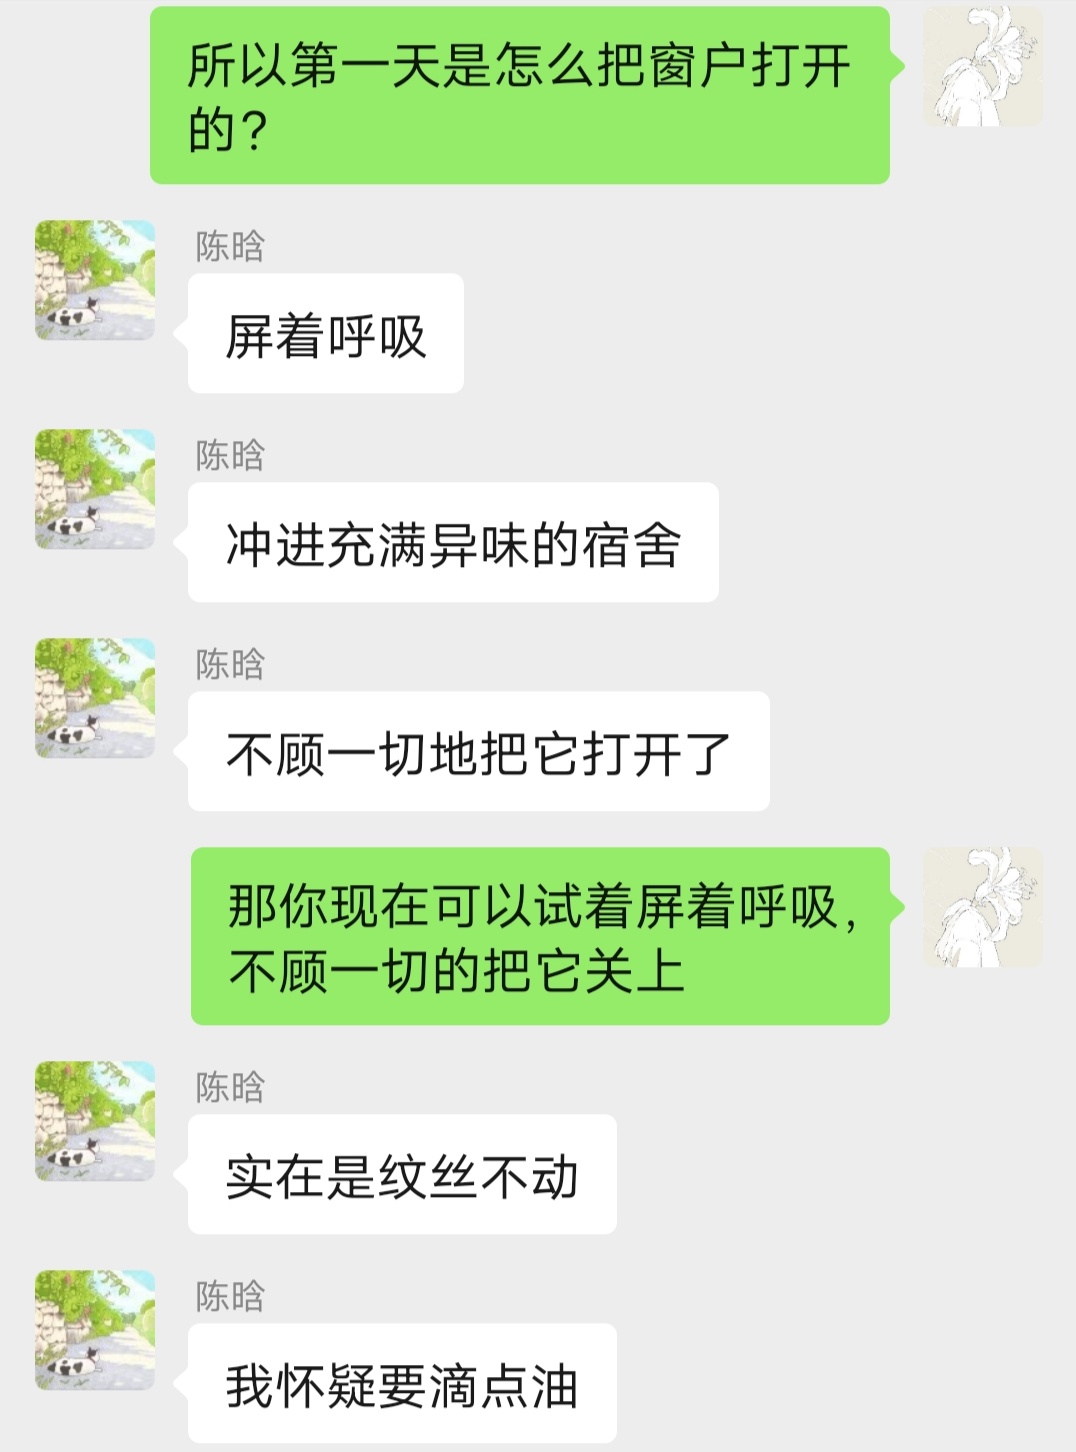 所以第一天是怎么把窗户打开
的?
陈晗
屏着呼吸
陈晗
冲进充满异味的宿舍
陈晗
不顾一切地把它打开了
那你现在可以试着屏着呼吸,
不顾一切的把它关上
陈晗
实在是纹丝不动
陈晗
我怀疑要滴点油